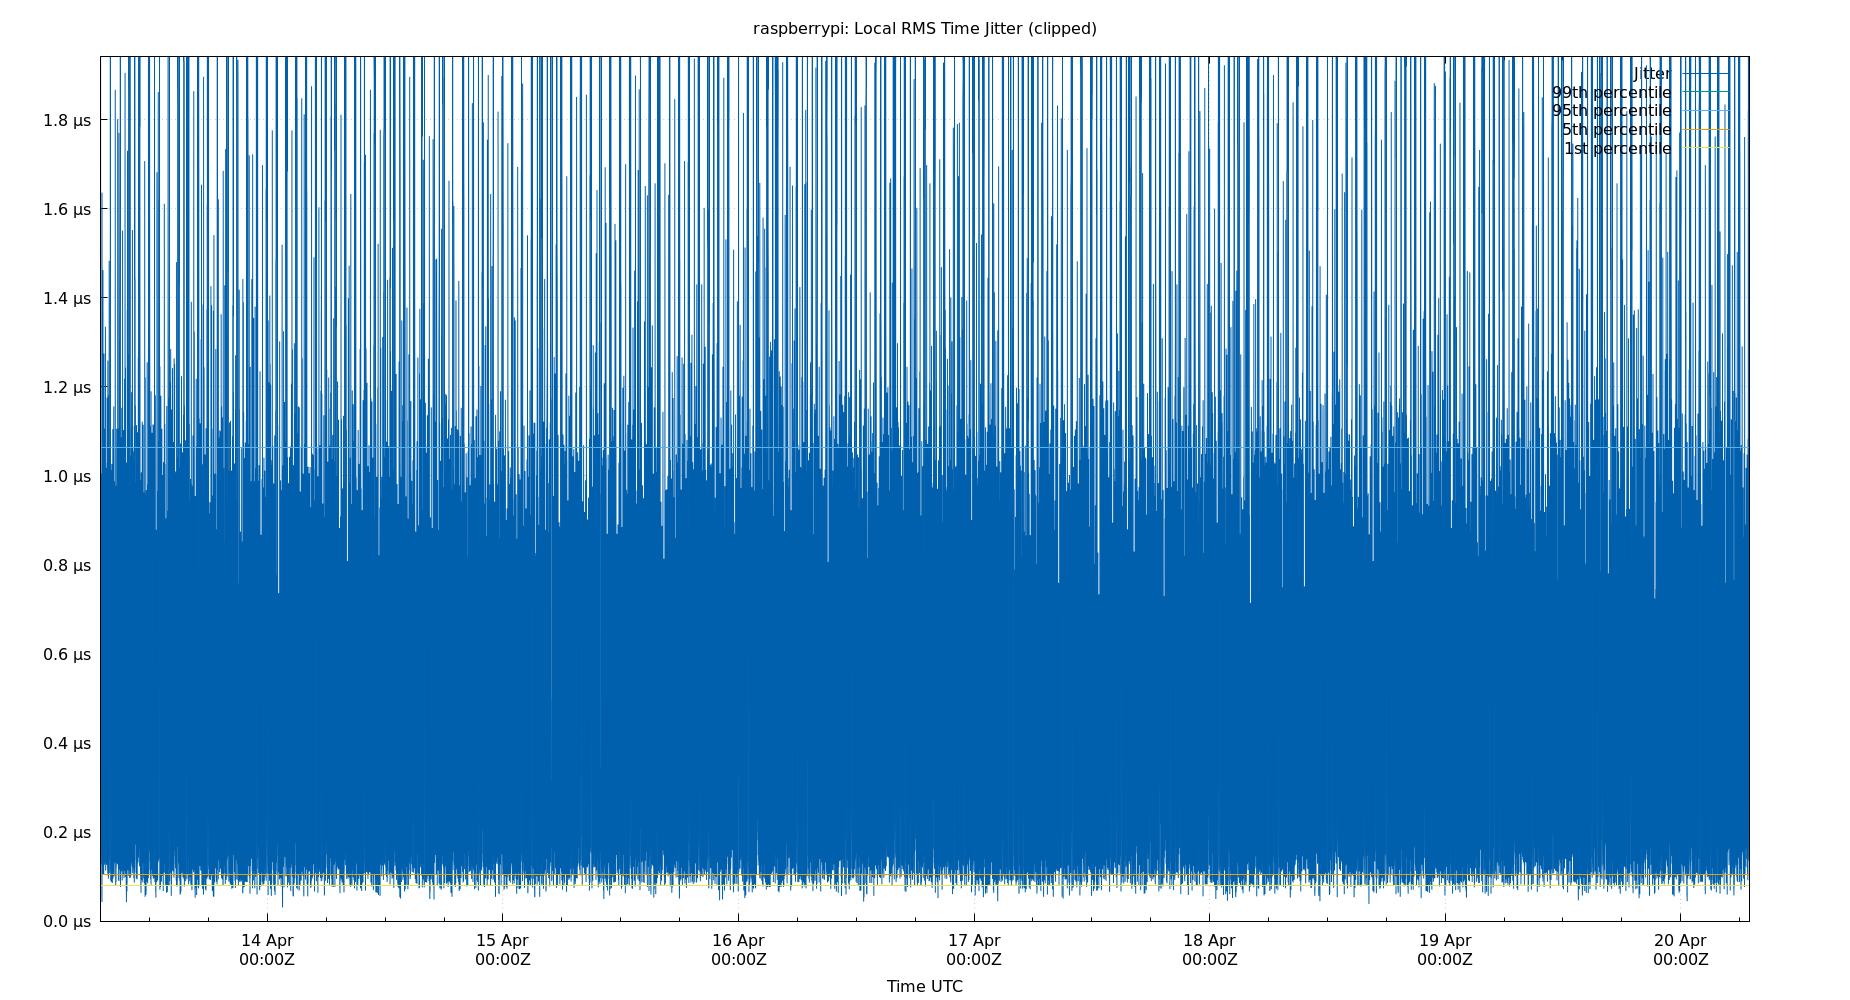 raspberrypi: Local RMS Time Jitter (clipped)
Jitter
99th percentile
95th percentile
5th percentile
1st percentile
1.8 µs
1.6 µs
1.4 µs
1.2 µs
1.0 µs
0.8 µs
0.6 µs
0.4 µs
0.2 µs
0.0 µs
14 Apr 15 Apr 16 Apr 17 Apr 18 Apr 19 Apr 20 Apr
00:00Z 00:00Z 00:00Z 00:00Z 00:00Z 00:00Z 00:00Z
Time UTC